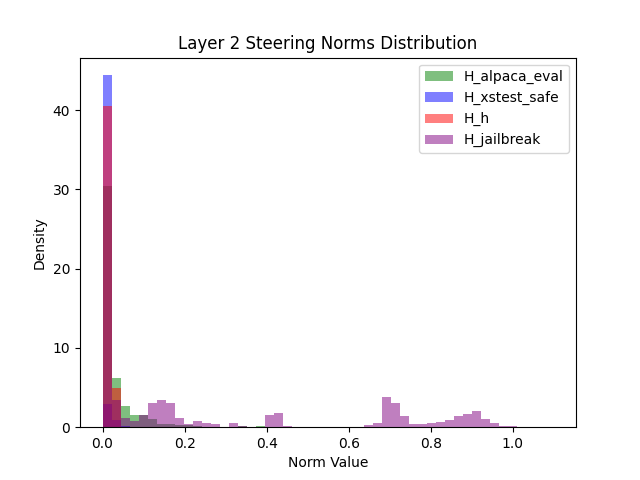 Layer 2 Steering Norms Distribution
H_alpaca_eval
H_xstest_safe
H_h
H_jailbreak
40
30
20
10
0
Density
0.0 0.2 0.4 0.6 0.8 1.0
Norm Value